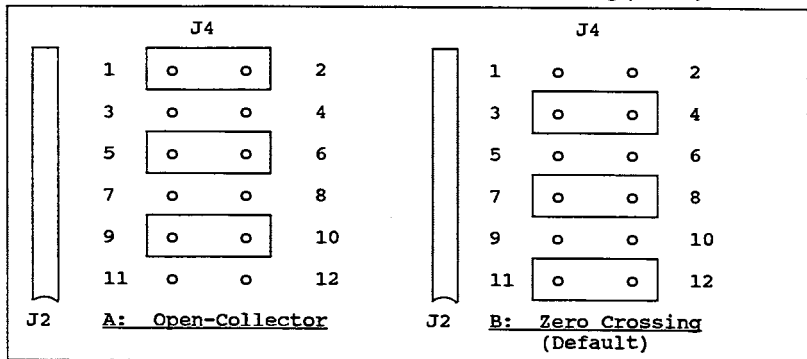 J4 J4
1 2 1 2
3 4 3 4
5 6 5 6
7 8 7 8
9 10 9 10
11 12 11 12
J2 A: Open-Collector J2 B: Zero Crossing
(Default)